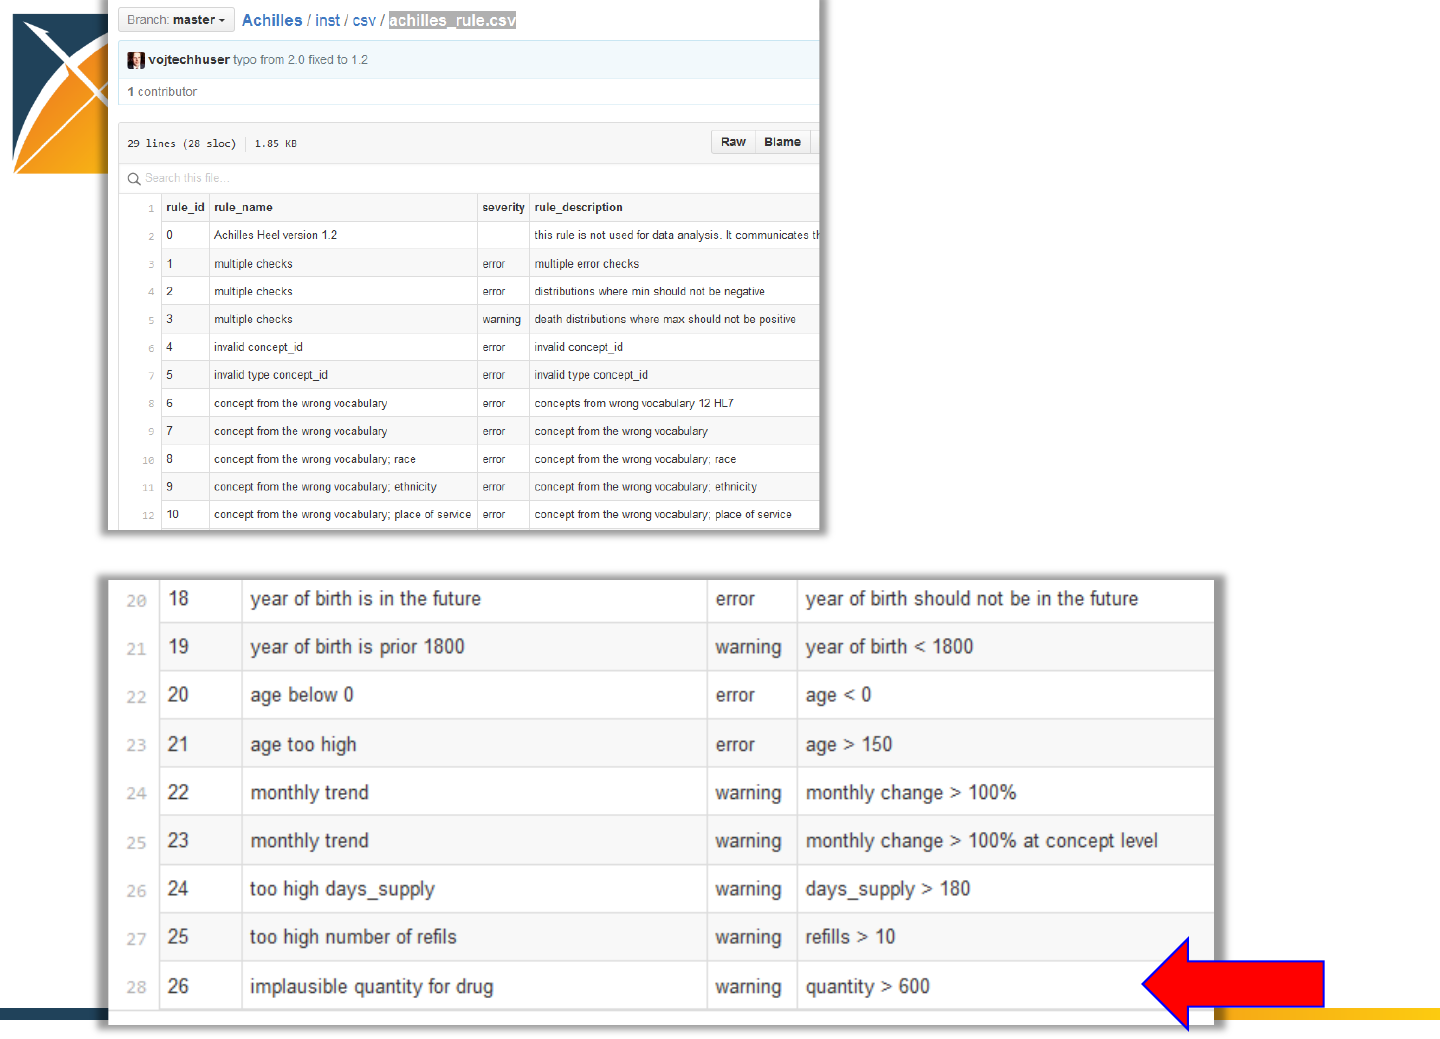 Branch: master Achilles / inst / csv / achilles_rule.csv
vojtechhuser typo from 2.0 fixed to 1.2
1 contributor
29 lines (28 sloc) 1.85 KB Raw Blame
Search this file...
1 rule_id rule_name severity rule_description
2 0 Achilles Heel version 1.2 this rule is not used for data analysis. It communicates
3 1 multiple checks error multiple error checks
4 2 multiple checks error distributions where min should not be negative
5 3 multiple checks warning death distributions where max should not be positive
6 4 invalid concept_id error invalid concept_id
7 5 invalid type concept_id error invalid type concept_id
8 6 concept from the wrong vocabulary error concepts from wrong vocabulary 12 HL7
9 7 concept from the wrong vocabulary error concept from the wrong vocabulary
10 8 concept from the wrong vocabulary; race error concept from the wrong vocabulary; race
11 9 concept from the wrong vocabulary; ethnicity error concept from the wrong vocabulary; ethnicity
12 10 concept from the wrong vocabulary; place of service error concept from the wrong vocabulary; place of service
20 18 year of birth is in the future error year of birth should not be in the future
21 19 year of birth is prior 1800 warning year of birth < 1800
22 20 age below 0 error age < 0
23 21 age too high error age > 150
24 22 monthly trend warning monthly change > 100%
25 23 monthly trend warning monthly change > 100% at concept level
26 24 too high days_supply warning days_supply > 180
27 25 too high number of refils warning refills > 10
28 26 implausible quantity for drug warning quantity > 600